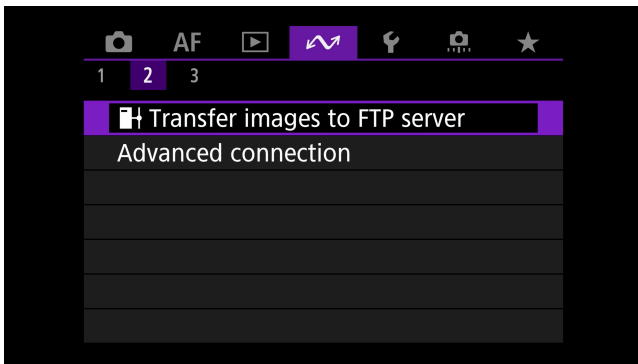 AF
1 2 3
Transfer images to FTP server
Advanced connection